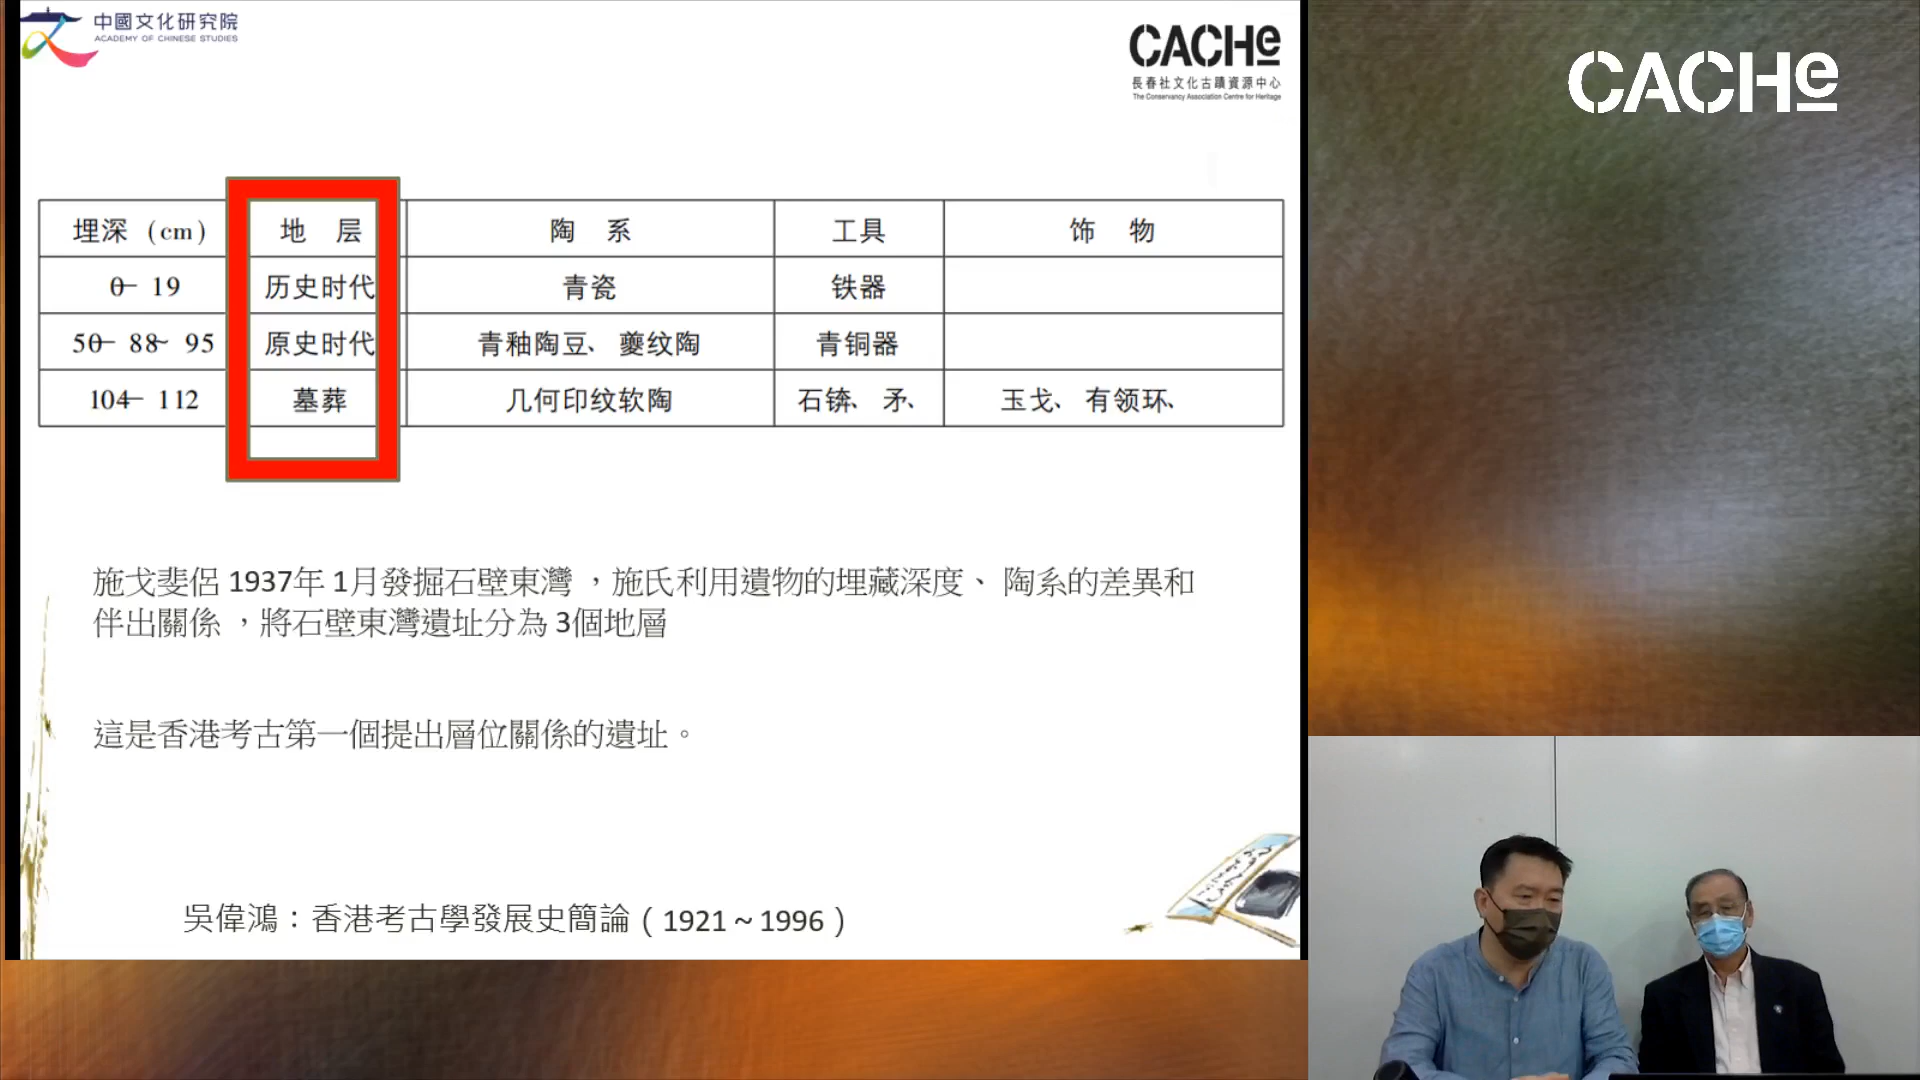 中國文化研究院
ACADEMY OF CHINESE STUDIES
CACHe
長春社文化古蹟資源中心
The Conservancy Association Centre for Heritage
CACHe
埋深 (cm) 地 层 陶 系 工具 饰 物
0— 19 历史时代 青瓷 铁器
50— 88~ 95 原史时代 青釉陶豆、夔纹陶 青铜器
104— 112 墓葬 几何印纹软陶 石锛、矛、 玉戈、有领环、
施戈斐侶 1937年 1月發掘石壁東灣 ，施氏利用遺物的埋藏深度、 陶系的差異和
伴出關係 ，將石壁東灣遺址分為 3個地層
這是香港考古第一個提出層位關係的遺址。
吳偉鴻：香港考古學發展史簡論（1921～1996）